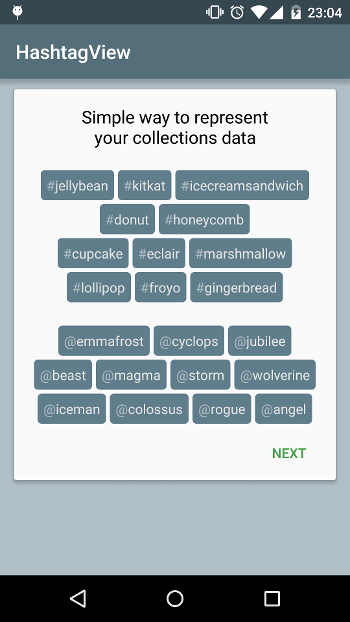 23:04
HashtagView
Simple way to represent
your collections data
#jellybean #kitkat #icecreamsandwich
#donut #honeycomb
#cupcake #eclair #marshmallow
#lollipop #froyo #gingerbread
@emmafrost @cyclops @jubilee
@beast @magma @storm @wolverine
@iceman @colossus @rogue @angel
NEXT